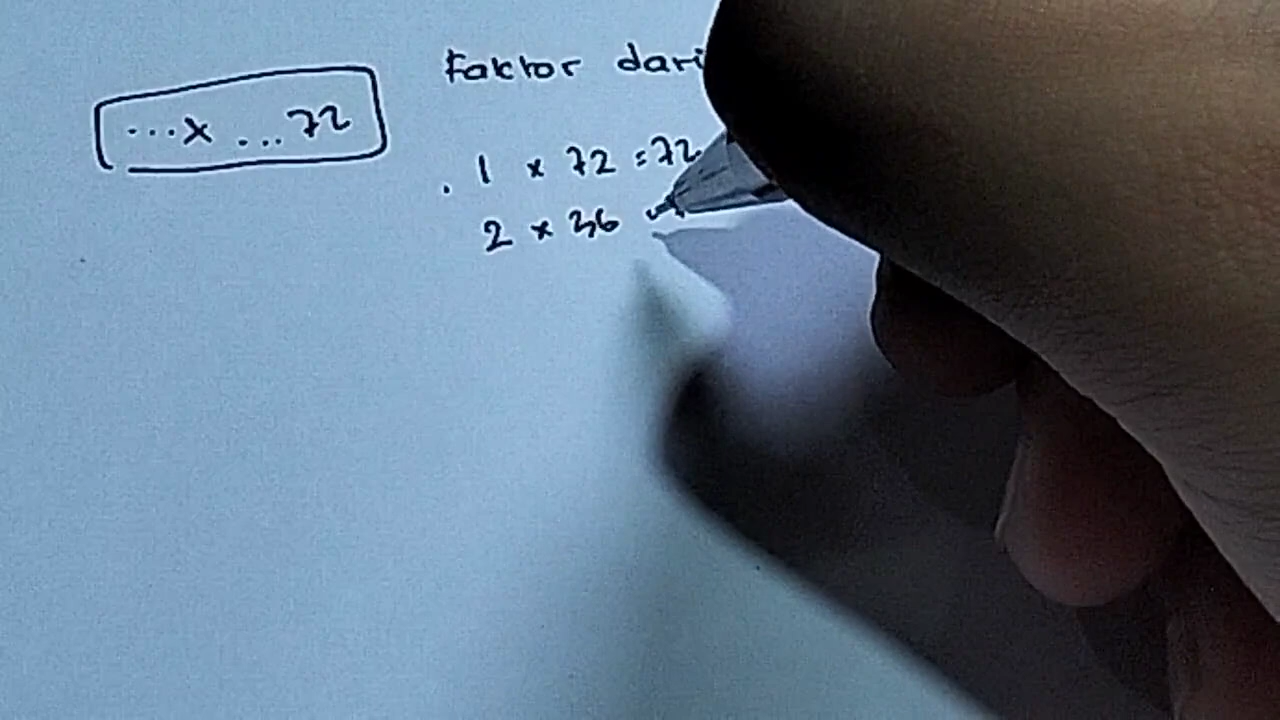 ...x ...72
Faktor dari
. 1 x 72 = 72
2 x 36